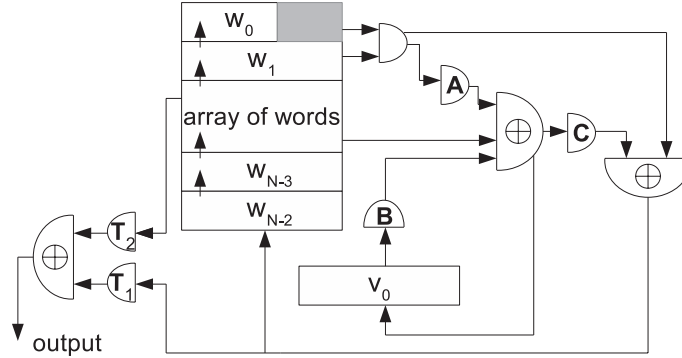 w0
w1
array of words
wN-3
wN-2
A
B
C
⊕
⊕
⊕
T2
T1
v0
output